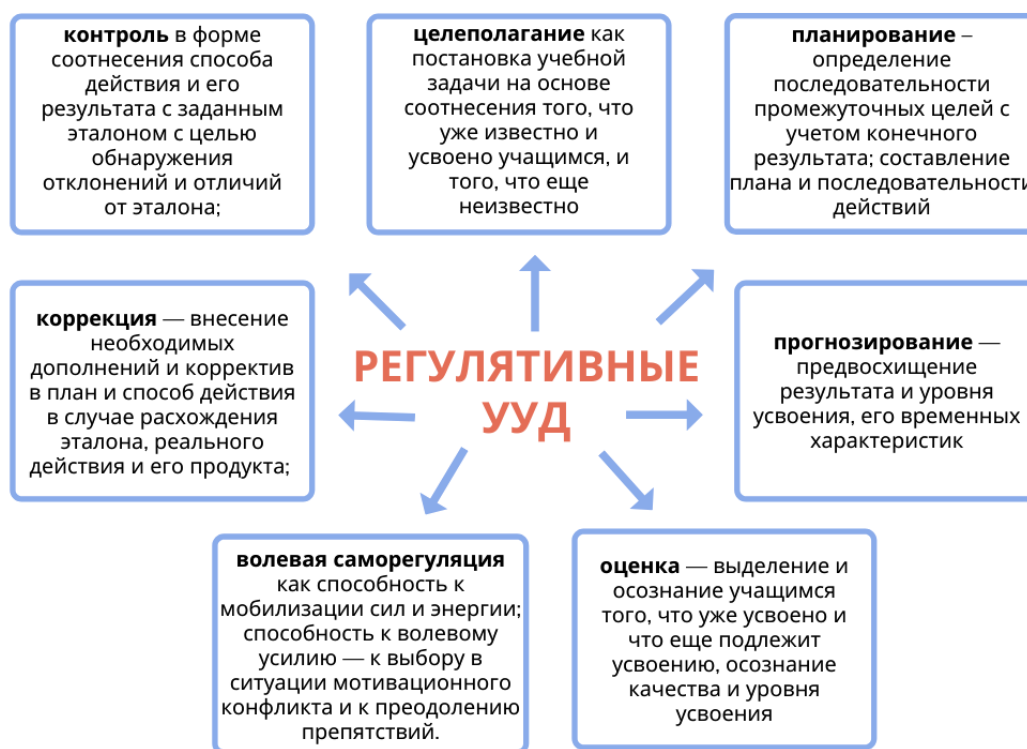 контроль в форме
соотнесения способа
действия и его
результата с заданным
эталоном с целью
обнаружения
отклонений и отличий
от эталона;
целеполагание как
постановка учебной
задачи на основе
соотнесения того, что
уже известно и
усвоено учащимся, и
того, что еще
неизвестно
планирование –
определение
последовательности
промежуточных целей с
учетом конечного
результата; составление
плана и последовательности
действий
коррекция — внесение
необходимых
дополнений и корректив
в план и способ действия
в случае расхождения
эталона, реального
действия и его продукта;
РЕГУЛЯТИВНЫЕ
УУД
прогнозирование —
предвосхищение
результата и уровня
усвоения, его временных
характеристик
волевая саморегуляция
как способность к
мобилизации сил и энергии;
способность к волевому
усилию — к выбору в
ситуации мотивационного
конфликта и к преодолению
препятствий.
оценка — выделение и
осознание учащимся
того, что уже усвоено и
что еще подлежит
усвоению, осознание
качества и уровня
усвоения